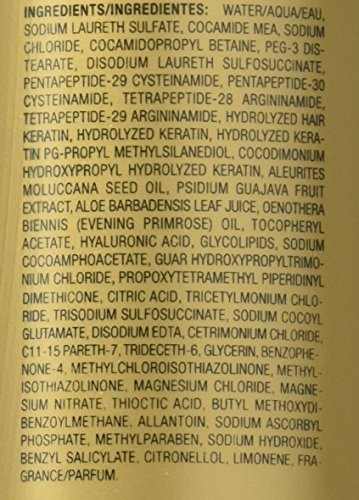 INGREDIENTS/INGREDIENTES: WATER/AQUA/EAU,
SODIUM LAURETH SULFATE, COCAMIDE MEA, SODIUM
CHLORIDE, COCAMIDOPROPYL BETAINE, PEG-3 DIS-
TEARATE, DISODIUM LAURETH SULFOSUCCINATE,
PENTAPEPTIDE-29 CYSTEINAMIDE, PENTAPEPTIDE-30
CYSTEINAMIDE, TETRAPEPTIDE-28 ARGININAMIDE,
TETRAPEPTIDE-29 ARGININAMIDE, HYDROLYZED HAIR
KERATIN, HYDROLYZED KERATIN, HYDROLYZED KERA-
TIN PG-PROPYL METHYLSILANEDIOL, COCODIMONIUM
HYDROXYPROPYL HYDROLYZED KERATIN, ALEURITES
MOLUCCANA SEED OIL, PSIDIUM GUAJAVA FRUIT
EXTRACT, ALOE BARBADENSIS LEAF JUICE, OENOTHERA
BIENNIS (EVENING PRIMROSE) OIL, TOCOPHERYL
ACETATE, HYALURONIC ACID, GLYCOLIPIDS, SODIUM
COCOAMPHOACETATE, GUAR HYDROXYPROPYLTRIMO-
NIUM CHLORIDE, PROPOXYTETRAMETHYL PIPERIDINYL
DIMETHICONE, CITRIC ACID, TRICETYLMONIUM CHLO-
RIDE, TRISODIUM SULFOSUCCINATE, SODIUM COCOYL
GLUTAMATE, DISODIUM EDTA, CETRIMONIUM CHLORIDE,
C11-15 PARETH-7, TRIDECETH-6, GLYCERIN, BENZOPHE-
NONE-4, METHYLCHLOROISOTHIAZOLINONE, METHYL-
ISOTHIAZOLINONE, MAGNESIUM CHLORIDE, MAGNE-
SIUM NITRATE, THIOCTIC ACID, BUTYL METHOXYDI-
BENZOYLMETHANE, ALLANTOIN, SODIUM ASCORBYL
PHOSPHATE, METHYLPARABEN, SODIUM HYDROXIDE,
BENZYL SALICYLATE, CITRONELLOL, LIMONENE, FRA-
GRANCE/PARFUM.